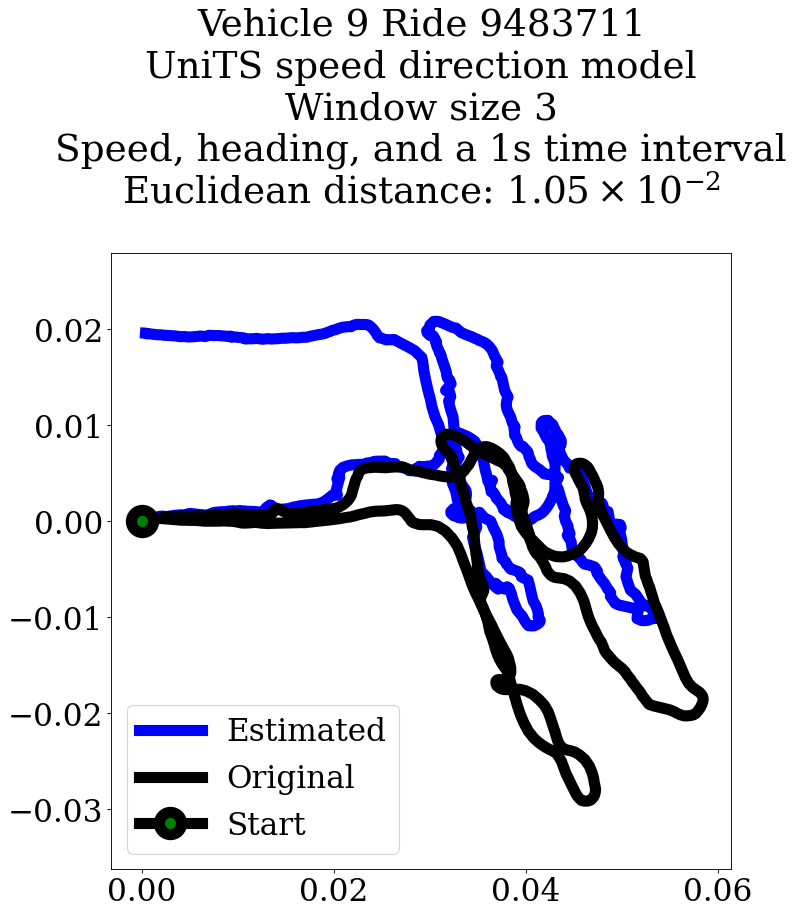 Vehicle 9 Ride 9483711
UniTS speed direction model
Window size 3
Speed, heading, and a 1s time interval
Euclidean distance: 1.05 × 10⁻²
0.02
0.01
0.00
−0.01
−0.02
−0.03
Estimated
Original
Start
0.00 0.02 0.04 0.06